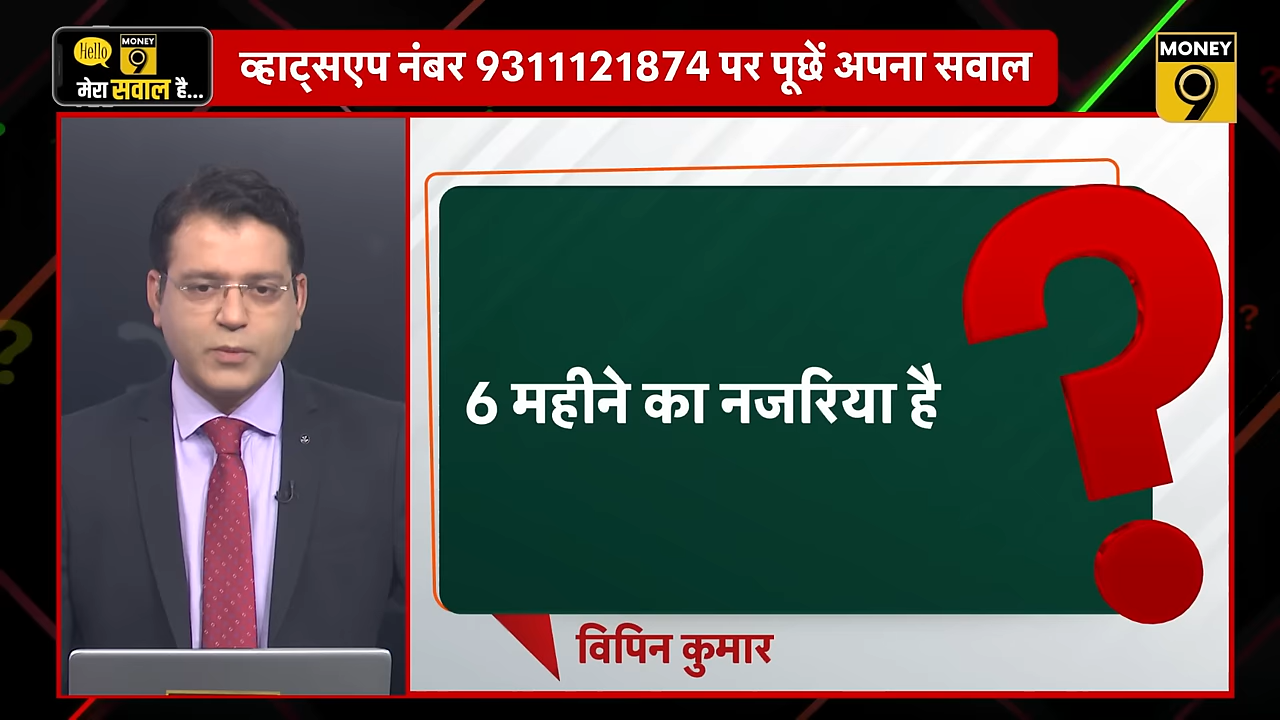 Hello
MONEY
9
मेरा सवाल है...
व्हाट्सएप नंबर 9311121874 पर पूछें अपना सवाल
MONEY
9
6 महीने का नजरिया है
?
विपिन कुमार